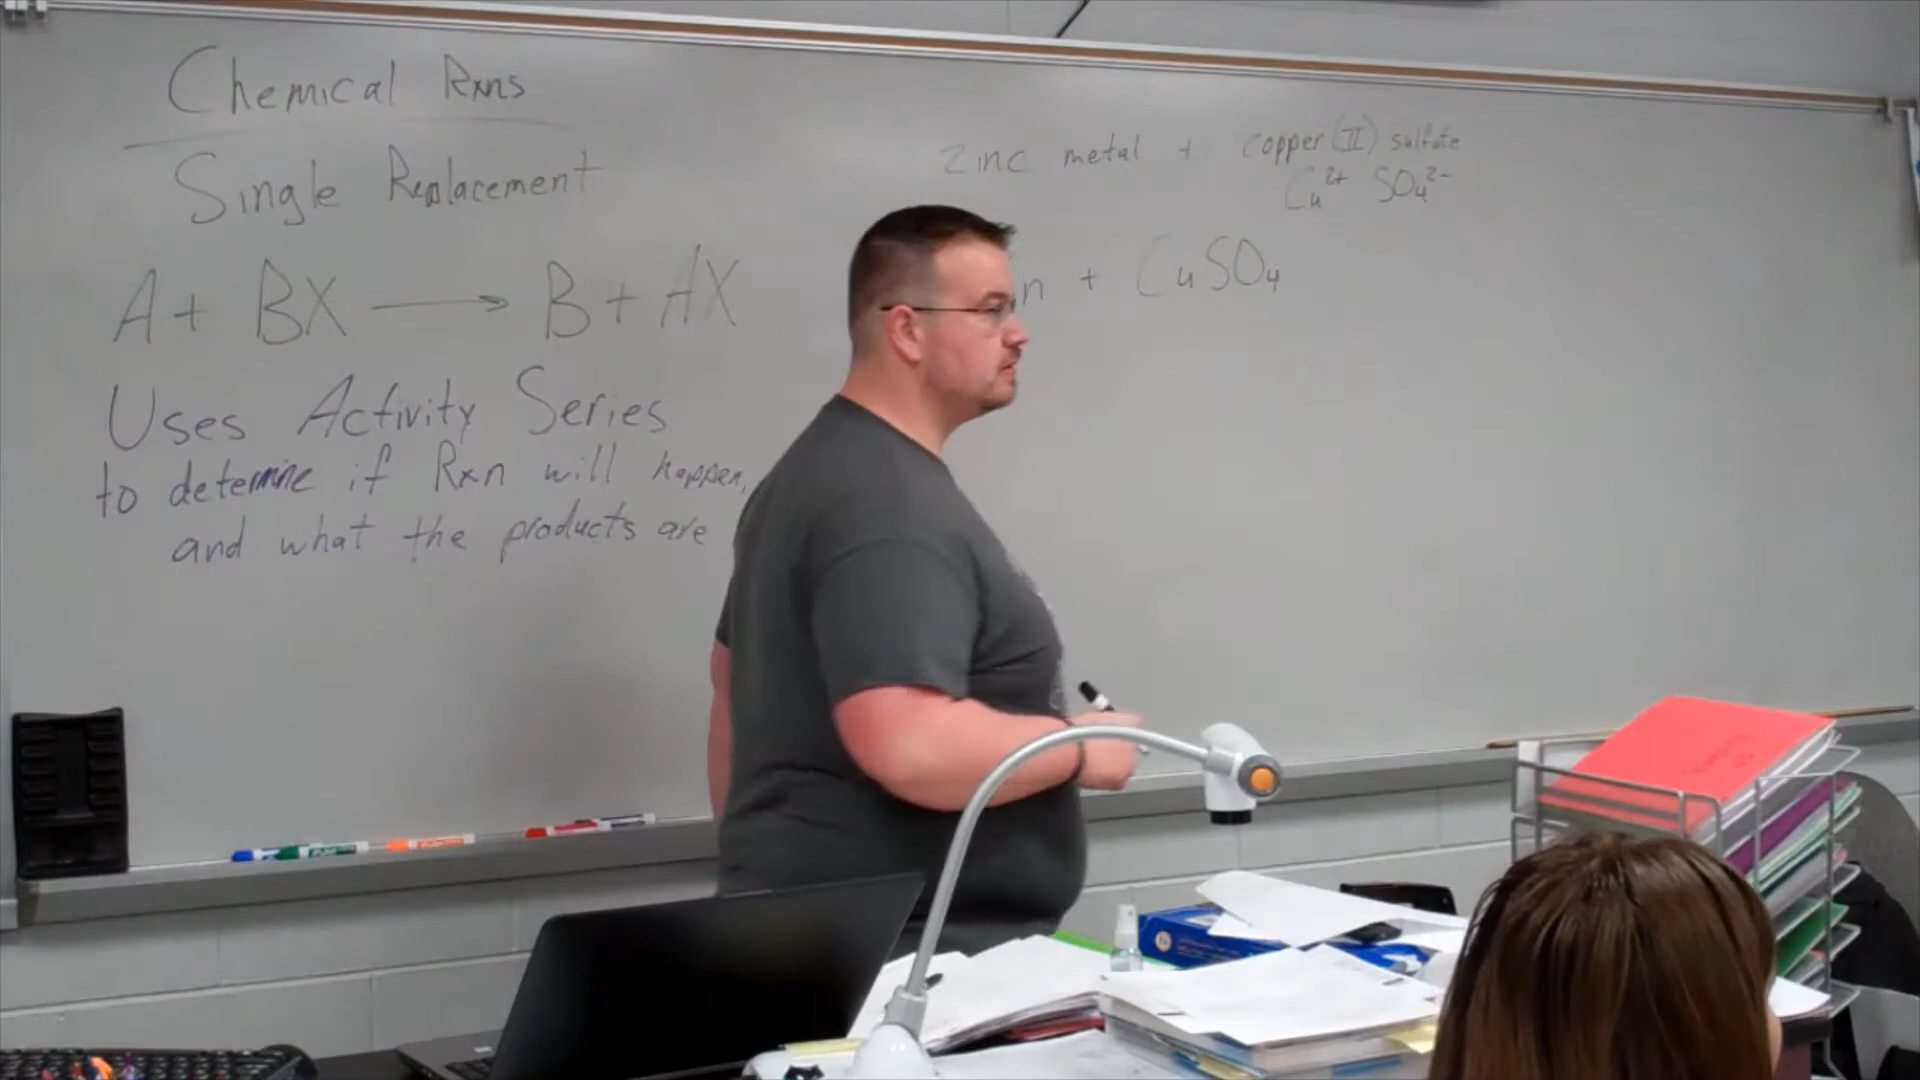 Chemical Rxns
Single Replacement
A + BX → B + AX
Uses Activity Series
to determine if Rxn will happen,
and what the products are
Zinc metal + copper (II) sulfate
Cu²⁺ SO₄²⁻
n + CuSO₄